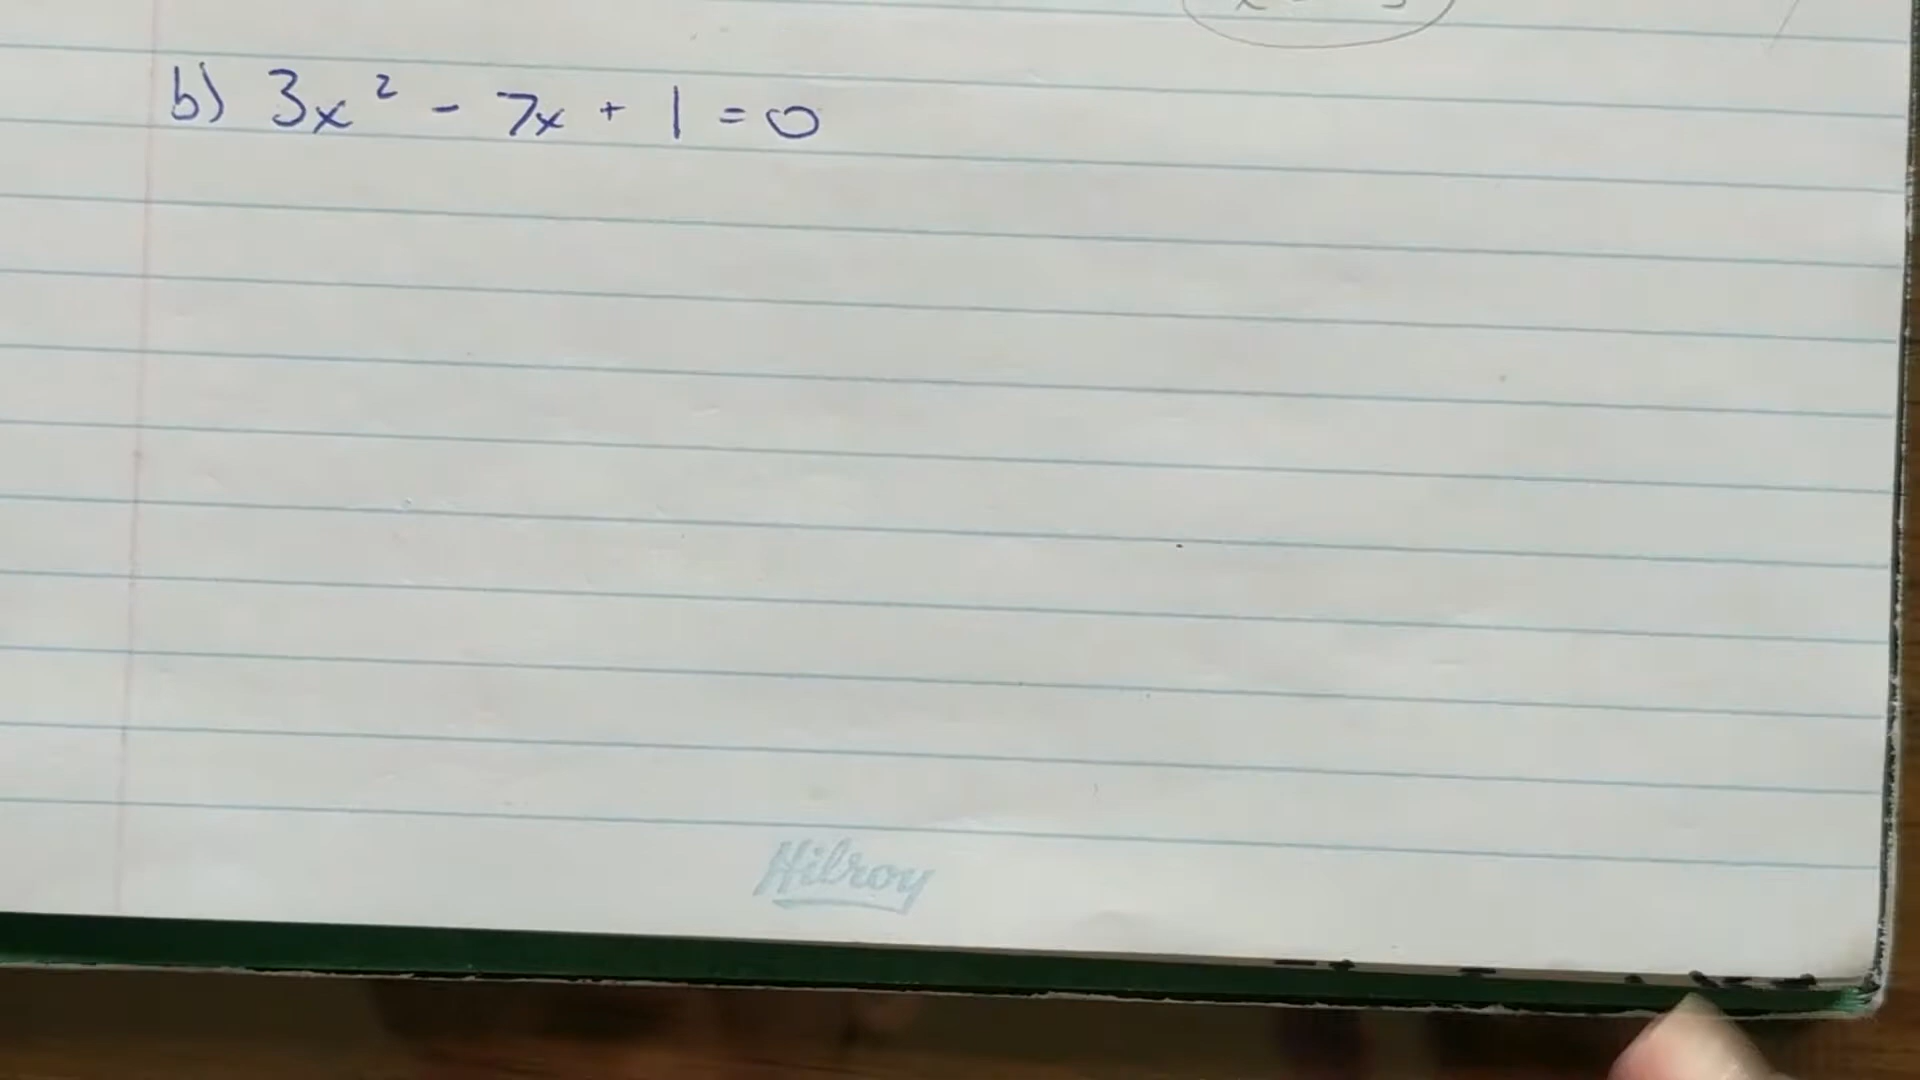 b) 3x² - 7x + 1 = 0
Hilroy